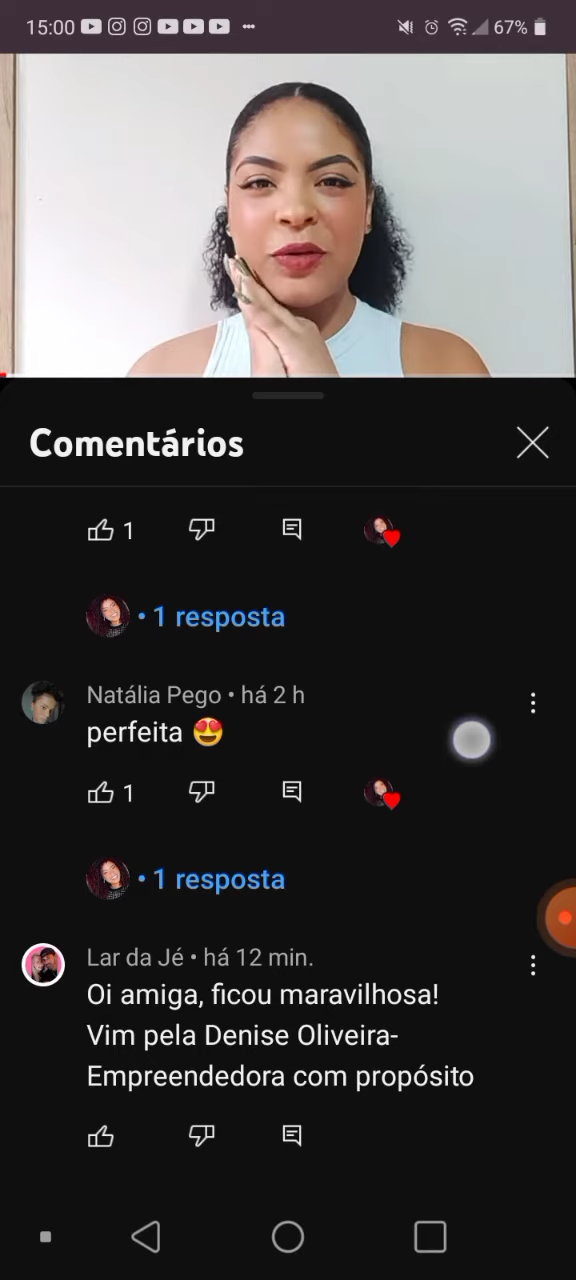 15:00 67%
Comentários
1
• 1 resposta
Natália Pego • há 2 h
perfeita 😍
1
• 1 resposta
Lar da Jé • há 12 min.
Oi amiga, ficou maravilhosa!
Vim pela Denise Oliveira-
Empreendedora com propósito